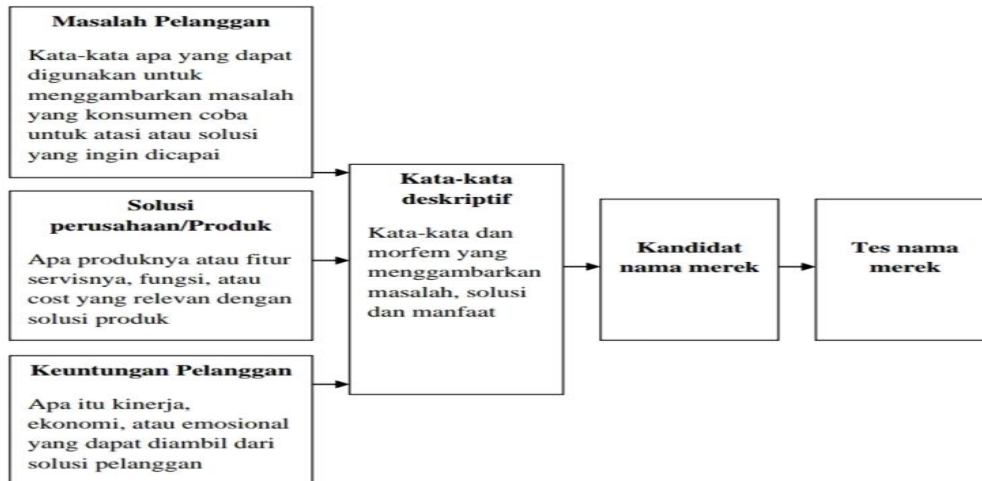 Masalah Pelanggan
Kata-kata apa yang dapat
digunakan untuk
menggambarkan masalah
yang konsumen coba
untuk atasi atau solusi
yang ingin dicapai
Solusi
perusahaan/Produk
Apa produknya atau fitur
servisnya, fungsi, atau
cost yang relevan dengan
solusi produk
Keuntungan Pelanggan
Apa itu kinerja,
ekonomi, atau emosional
yang dapat diambil dari
solusi pelanggan
Kata-kata
deskriptif
Kata-kata dan
morfem yang
menggambarkan
masalah, solusi
dan manfaat
Kandidat
nama merek
Tes nama
merek